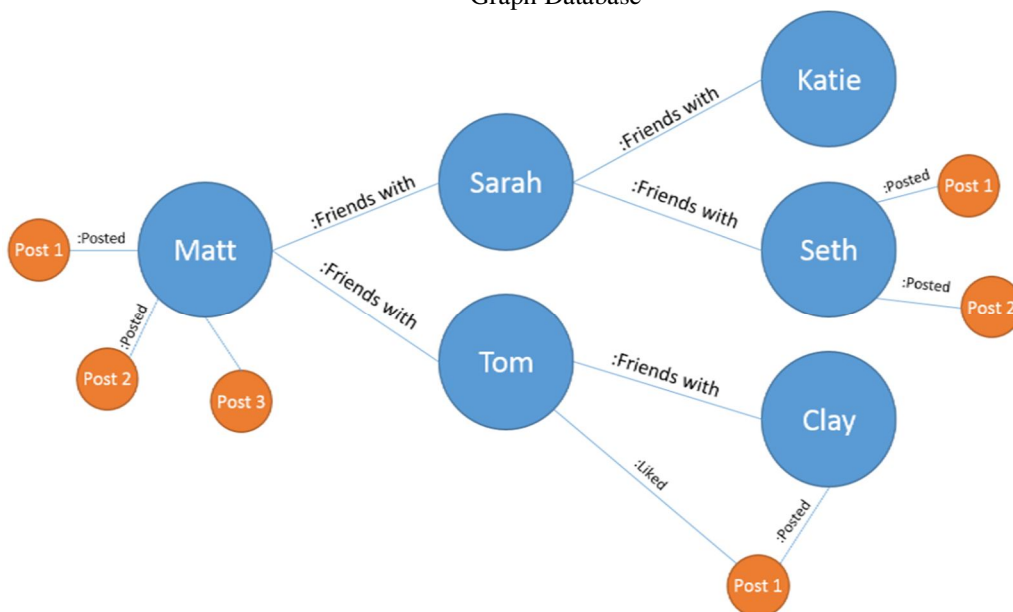 Graph Database
Katie
:Friends with
Sarah
:Friends with
:Posted
Post 1
:Friends with
Seth
Matt
:Posted
Post 1
:Posted
Post 2
:Friends with
:Posted
Post 2
Post 3
Tom
:Friends with
Clay
:Liked
:Posted
Post 1